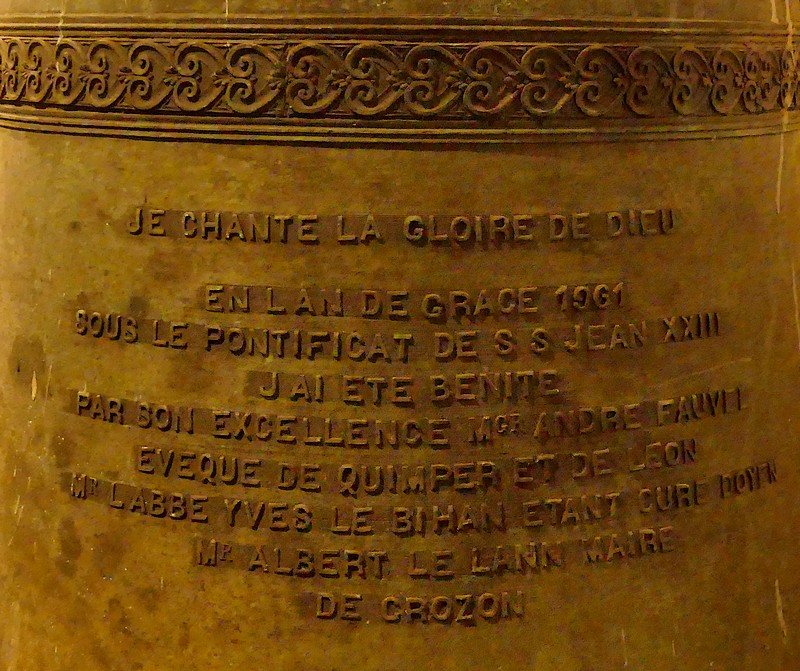 JE CHANTE LA GLOIRE DE DIEU
EN LAN DE GRACE 1961
SOUS LE PONTIFICAT DE S S JEAN XXIII
J AI ETE BENITE
PAR SON EXCELLENCE MGR ANDRE FAUVEL
EVEQUE DE QUIMPER ET DE LEON
MR LABBE YVES LE BIHAN ETANT CURE DOYEN
MR ALBERT LE LANN MAIRE
DE CROZON